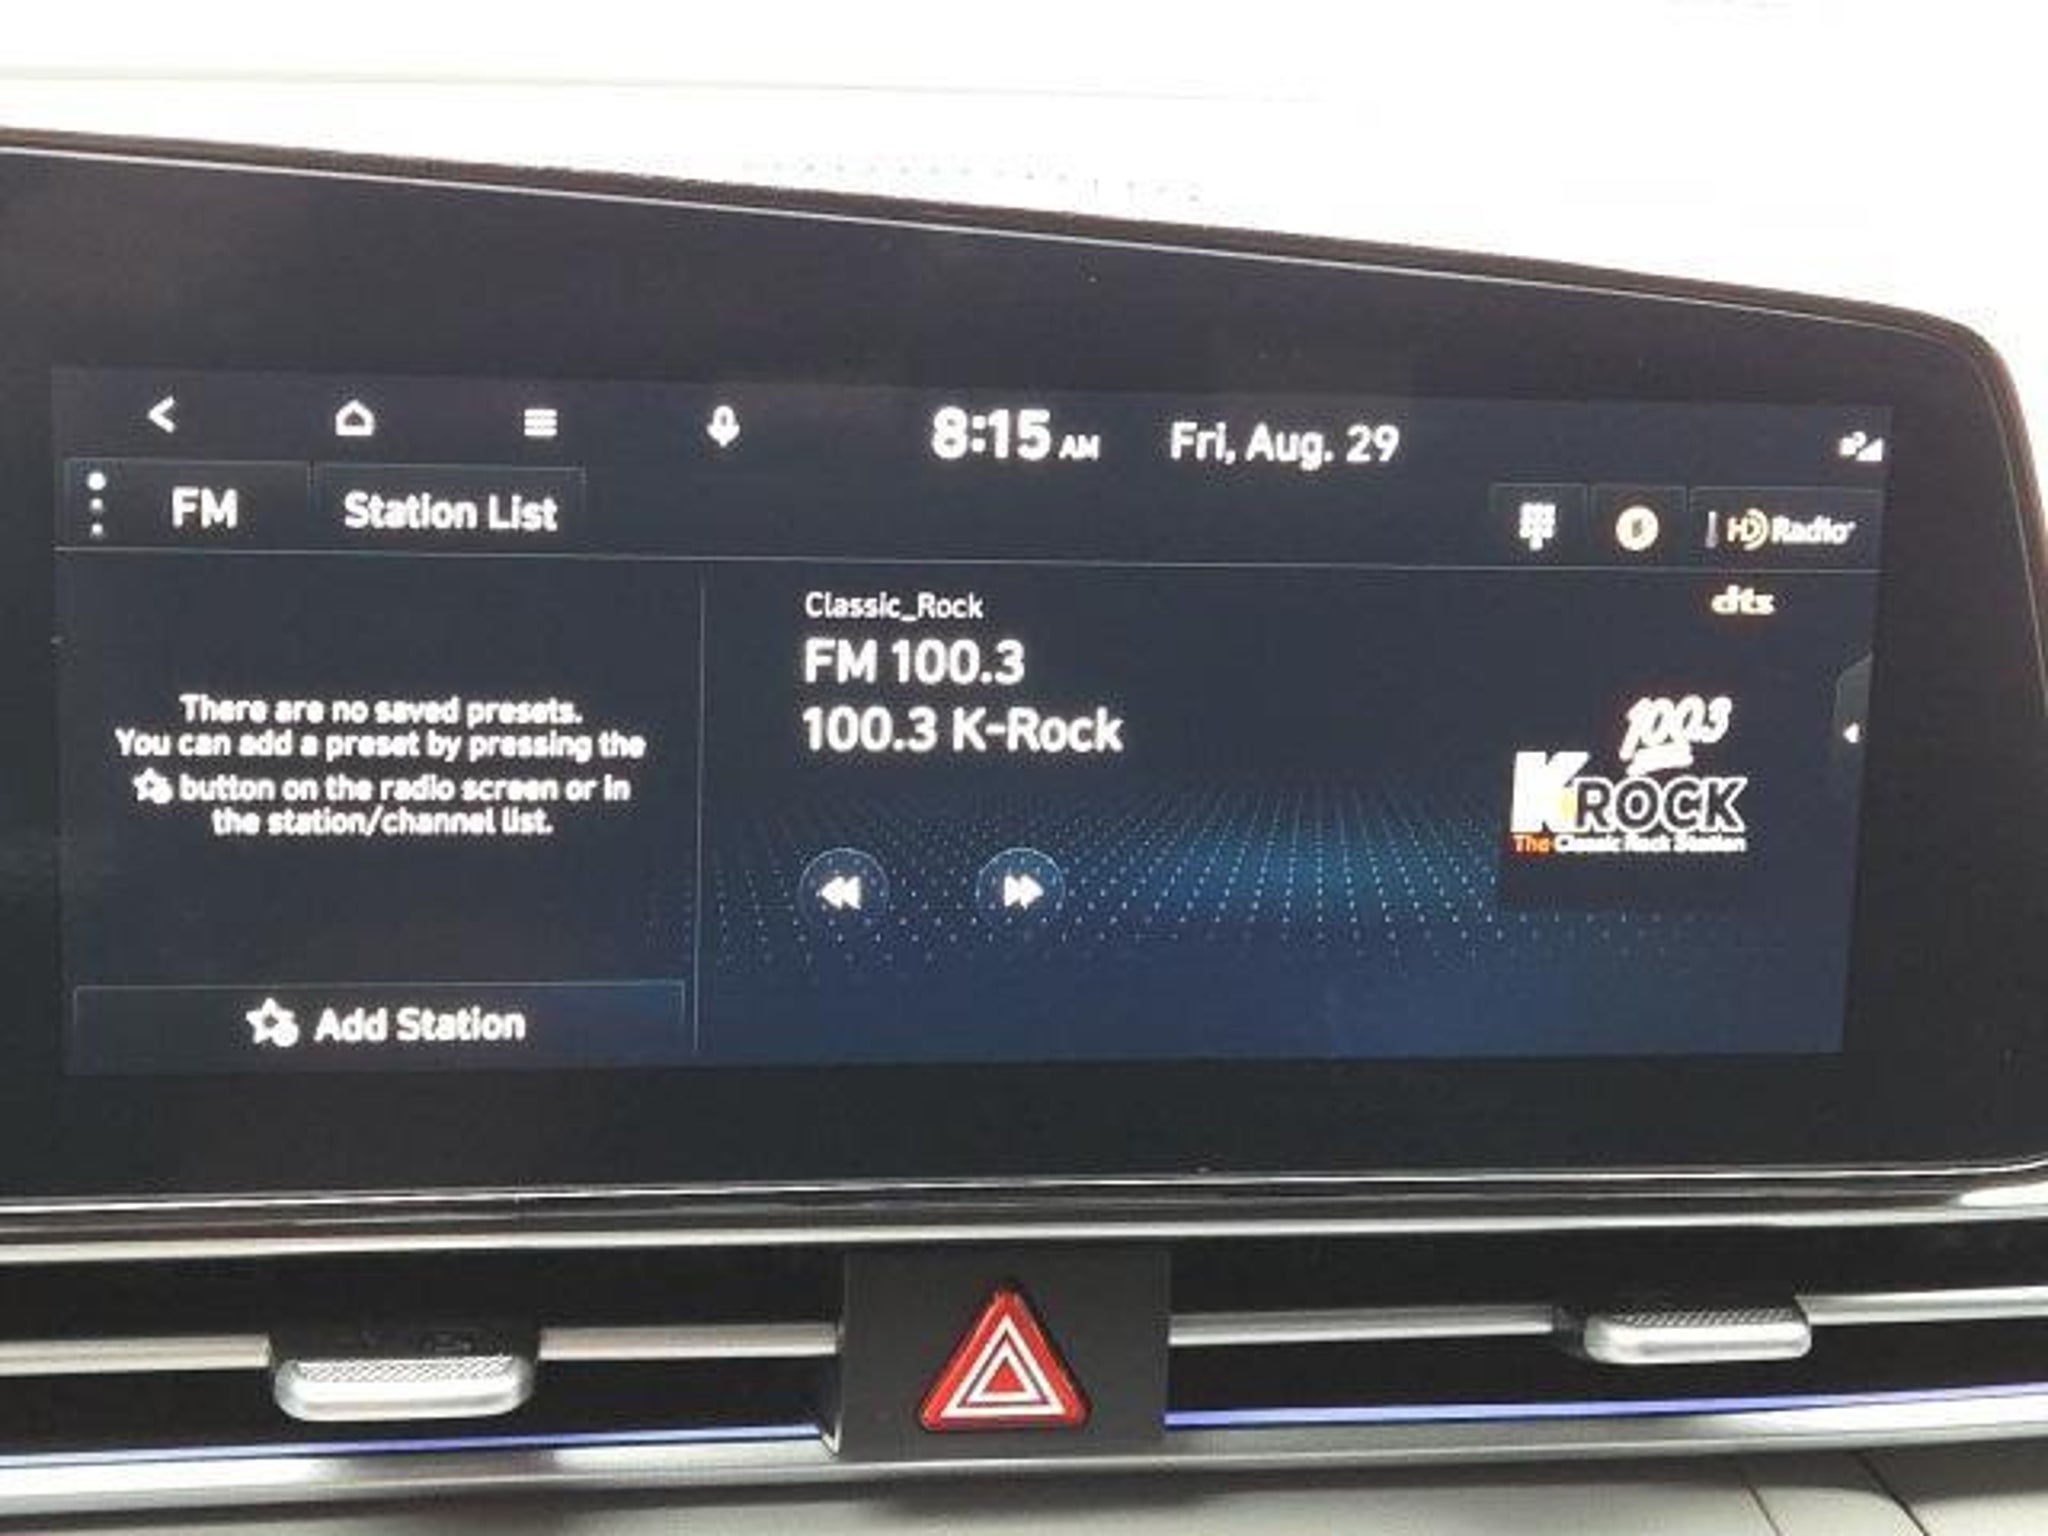 8:15 AM Fri, Aug. 29
FM Station List HD Radio
dts
There are no saved presets.
You can add a preset by pressing the
button on the radio screen or in
the station/channel list.
Add Station
Classic_Rock
FM 100.3
100.3 K-Rock
100.3
KROCK
The Classic Rock Station